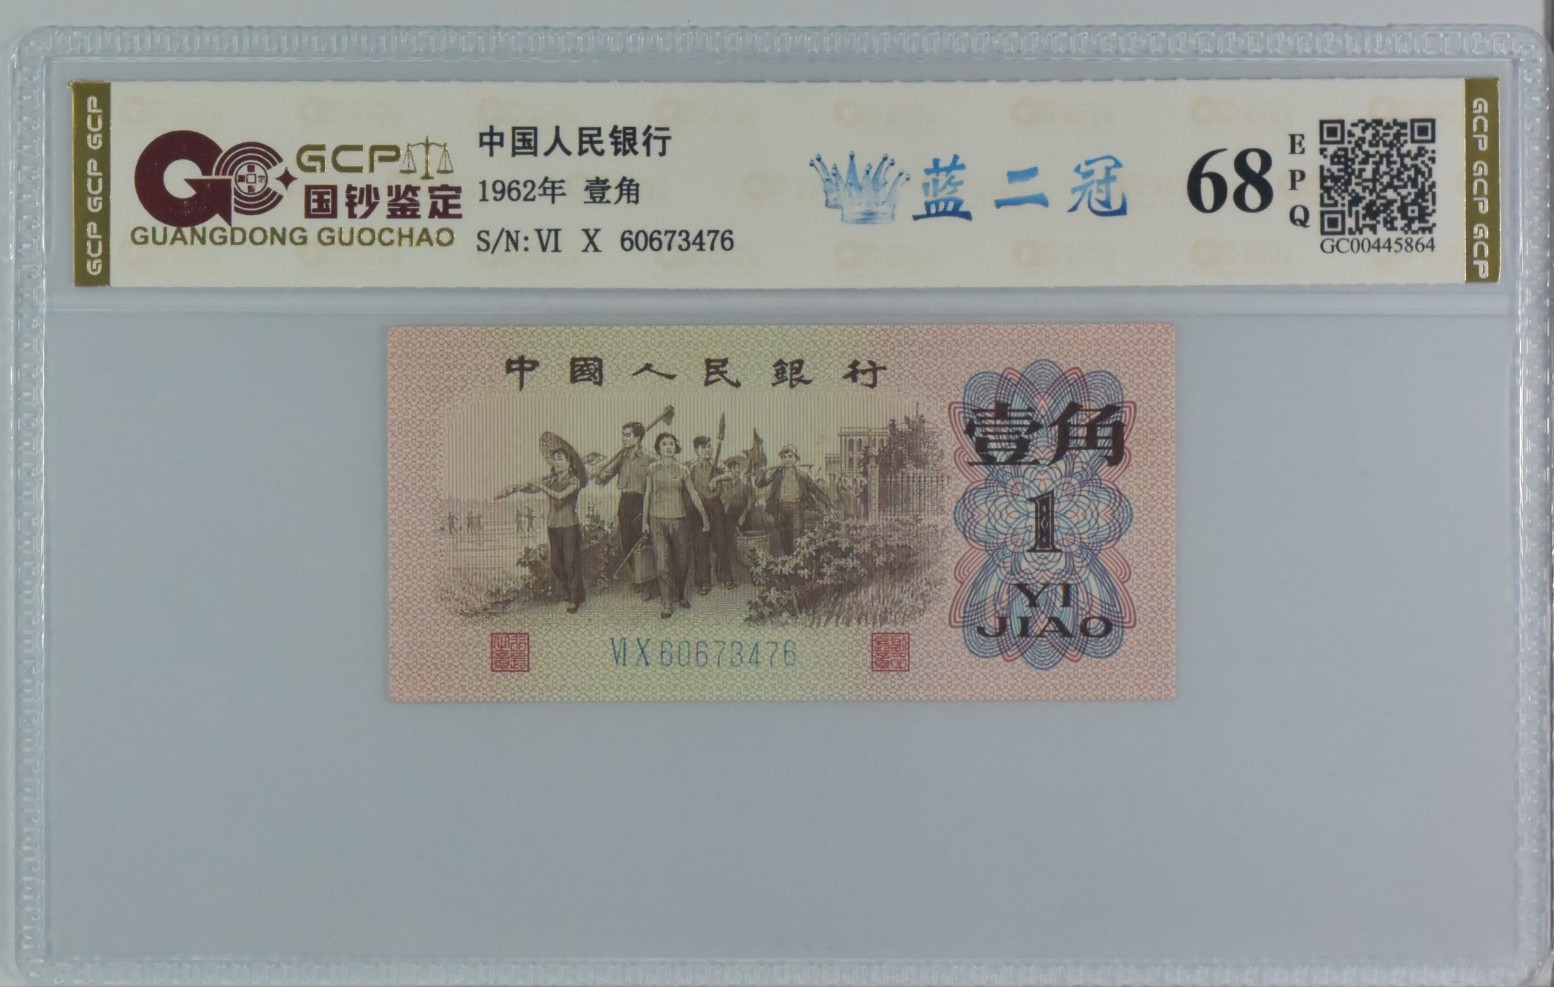 GCP GCP GCP
GCP
国钞鉴定
GUANGDONG GUOCHAO
中国人民银行
1962年 壹角
S/N: VI X 60673476
蓝二冠
68
EPQ
GC00445864
GCP GCP GCP
中國人民銀行
壹角
1
YI
JIAO
VI X 60673476